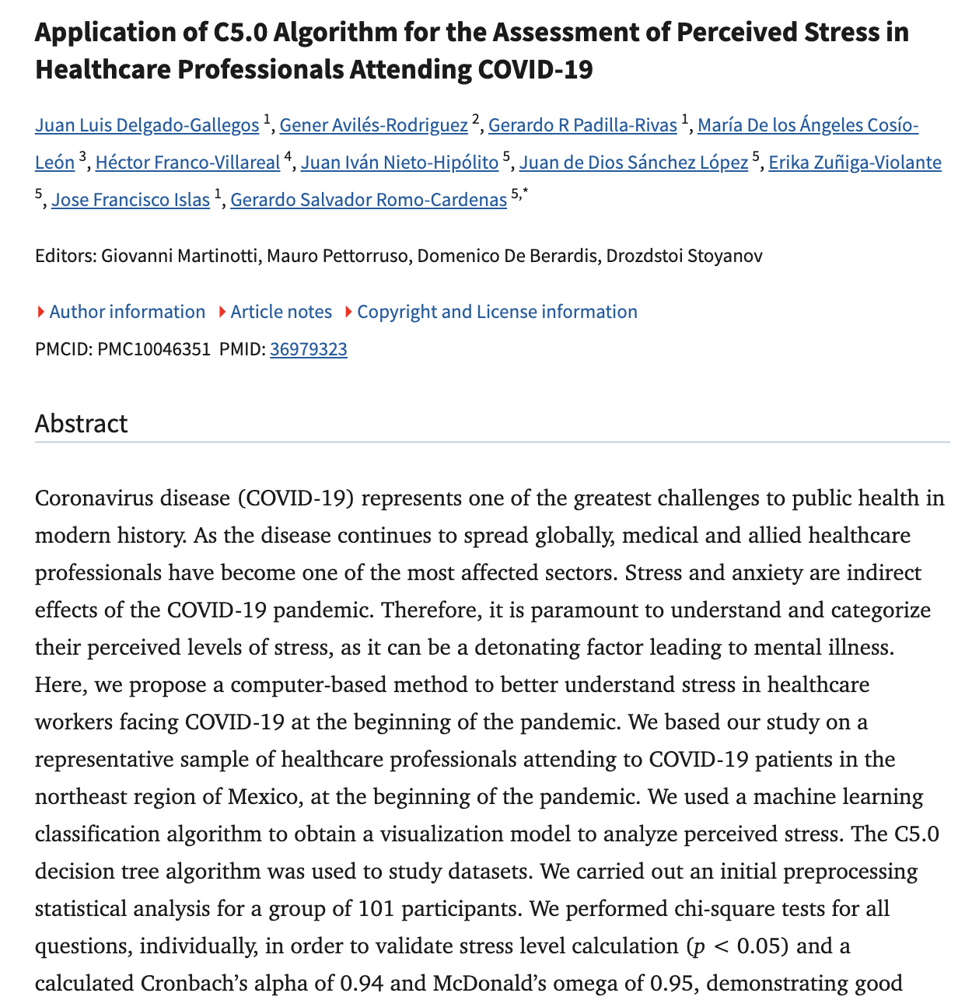 Application of C5.0 Algorithm for the Assessment of Perceived Stress in
Healthcare Professionals Attending COVID-19
Juan Luis Delgado-Gallegos 1, Gener Avilés-Rodriguez 2, Gerardo R Padilla-Rivas 1, María De los Ángeles Cosío-
León 3, Héctor Franco-Villareal 4, Juan Iván Nieto-Hipólito 5, Juan de Dios Sánchez López 5, Erika Zuñiga-Violante
5, Jose Francisco Islas 1, Gerardo Salvador Romo-Cardenas 5,*
Editors: Giovanni Martinotti, Mauro Pettorruso, Domenico De Berardis, Drozdstoi Stoyanov
Author information Article notes Copyright and License information
PMCID: PMC10046351 PMID: 36979323
Abstract
Coronavirus disease (COVID-19) represents one of the greatest challenges to public health in
modern history. As the disease continues to spread globally, medical and allied healthcare
professionals have become one of the most affected sectors. Stress and anxiety are indirect
effects of the COVID-19 pandemic. Therefore, it is paramount to understand and categorize
their perceived levels of stress, as it can be a detonating factor leading to mental illness.
Here, we propose a computer-based method to better understand stress in healthcare
workers facing COVID-19 at the beginning of the pandemic. We based our study on a
representative sample of healthcare professionals attending to COVID-19 patients in the
northeast region of Mexico, at the beginning of the pandemic. We used a machine learning
classification algorithm to obtain a visualization model to analyze perceived stress. The C5.0
decision tree algorithm was used to study datasets. We carried out an initial preprocessing
statistical analysis for a group of 101 participants. We performed chi-square tests for all
questions, individually, in order to validate stress level calculation (p < 0.05) and a
calculated Cronbach's alpha of 0.94 and McDonald's omega of 0.95, demonstrating good